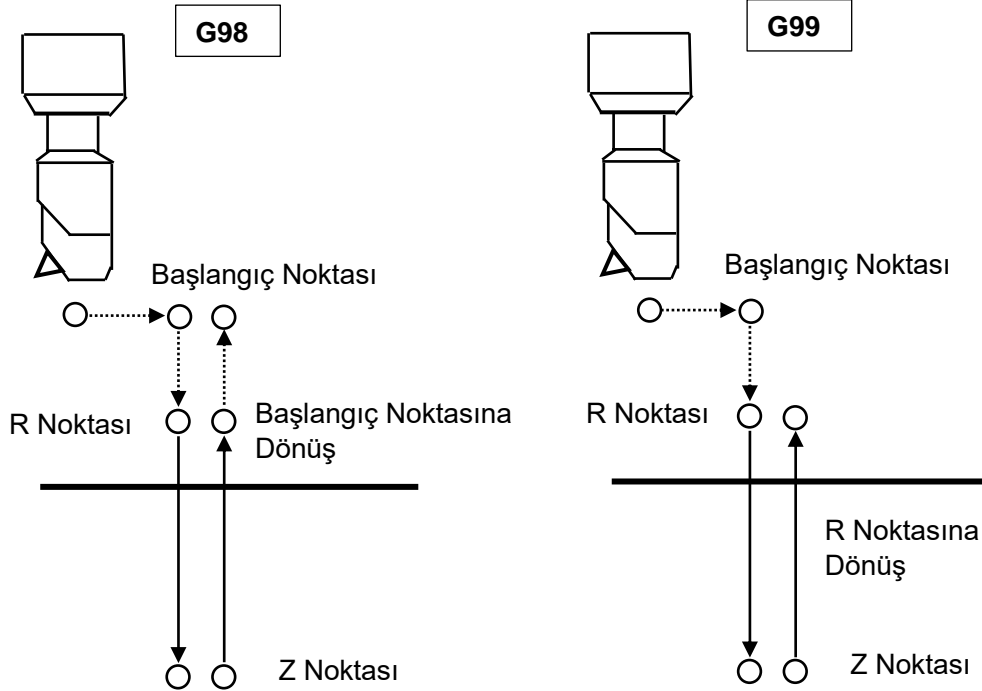 G98
Başlangıç Noktası
R Noktası
Başlangıç Noktasına
Dönüş
Z Noktası
G99
Başlangıç Noktası
R Noktası
R Noktasına
Dönüş
Z Noktası